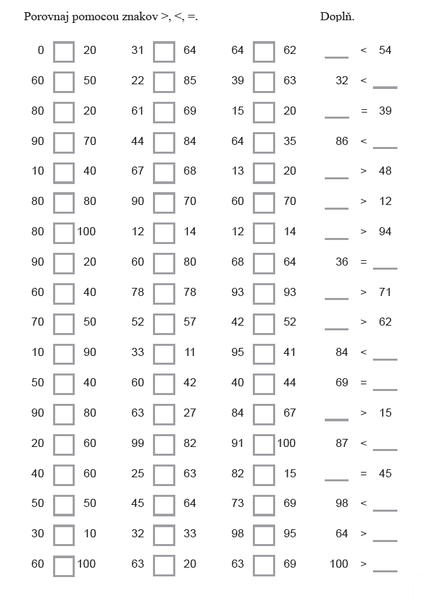 Porovnaj pomocou znakov >, <, =. Doplň.
0 20 31 64 64 62 ___ < 54
60 50 22 85 39 63 32 < ___
80 20 61 69 15 20 ___ = 39
90 70 44 84 64 35 86 < ___
10 40 67 68 13 20 ___ > 48
80 80 90 70 60 70 ___ > 12
80 100 12 14 12 14 ___ > 94
90 20 60 80 68 64 36 = ___
60 40 78 78 93 93 ___ > 71
70 50 52 57 42 52 ___ > 62
10 90 33 11 95 41 84 < ___
50 40 60 42 40 44 69 = ___
90 80 63 27 84 67 ___ > 15
20 60 99 82 91 100 87 < ___
40 60 25 63 82 15 ___ = 45
50 50 45 64 73 69 98 < ___
30 10 32 33 98 95 64 > ___
60 100 63 20 63 69 100 > ___